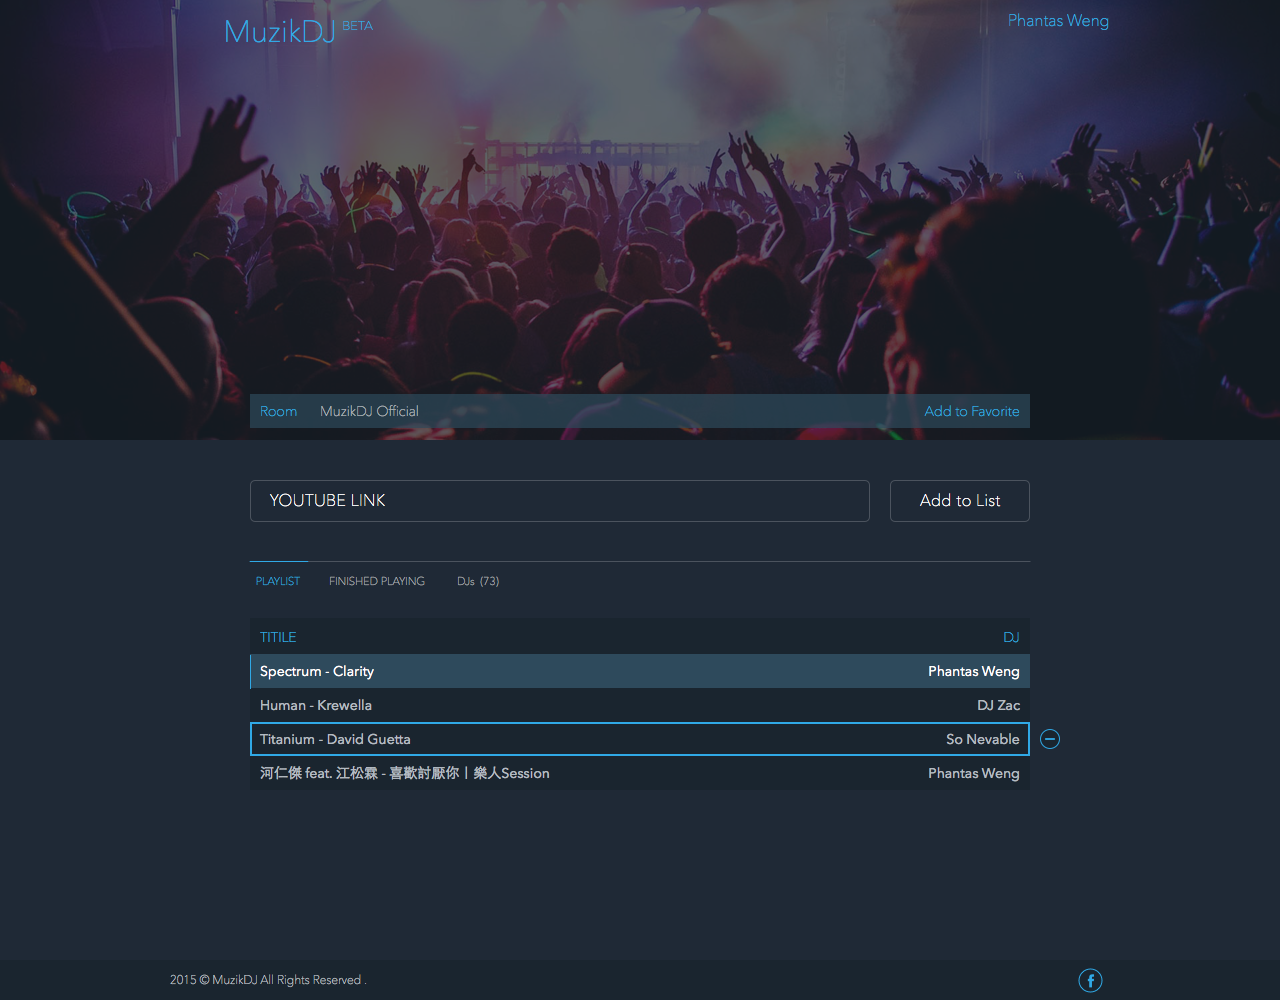 MuzikDJ BETA
Phantas Weng
Room MuzikDJ Official Add to Favorite
YOUTUBE LINK Add to List
PLAYLIST FINISHED PLAYING DJs (73)
TITILE DJ
Spectrum - Clarity Phantas Weng
Human - Krewella DJ Zac
Titanium - David Guetta So Nevable
河仁傑 feat. 江松霖 - 喜歡討厭你｜樂人Session Phantas Weng
2015 © MuzikDJ All Rights Reserved .